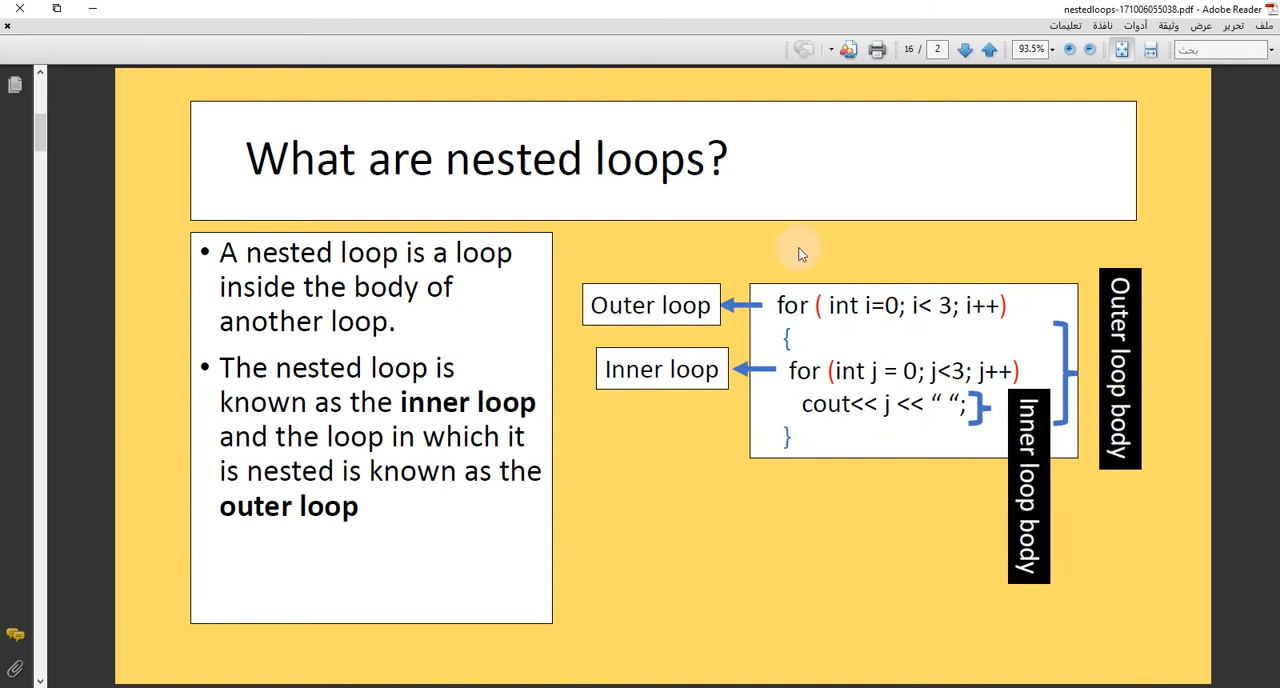 nestedloops-171006055038.pdf - Adobe Reader
ملف تحرير عرض وثيقة أدوات نافذة تعليمات
16 / 2
93.5%
بحث
What are nested loops?
• A nested loop is a loop
inside the body of
another loop.
• The nested loop is
known as the inner loop
and the loop in which it
is nested is known as the
outer loop
Outer loop
Inner loop
for ( int i=0; i< 3; i++)
{
for (int j = 0; j<3; j++)
cout<< j << “ “;
}
Inner loop body
Outer loop body